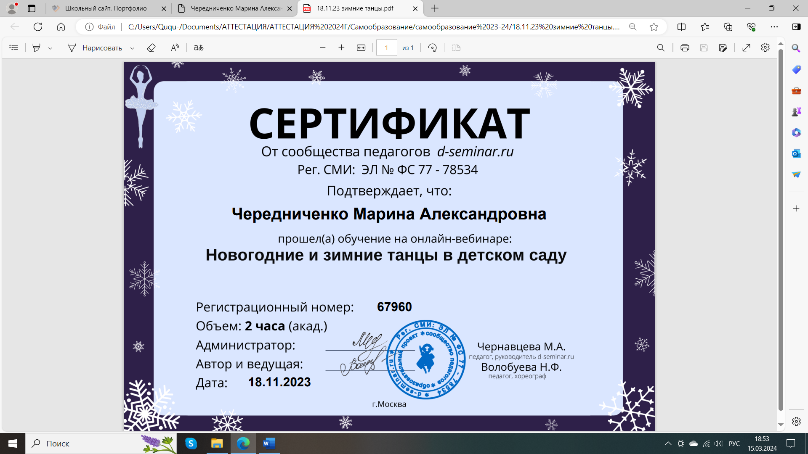 Школьный сайт. Портфолио
Чередниченко Марина Алексан
18.11.23 зимние танцы.pdf
Файл
C:/Users/Ququ-/Documents/АТТЕСТАЦИЯ/АТТЕСТАЦИЯ%202024Г/Самообразование/самообразование%2023-24/18.11.23%20зимние%20танцы...
Нарисовать
1 из 1
СЕРТИФИКАТ
От сообщества педагогов d-seminar.ru
Рег. СМИ: ЭЛ № ФС 77 - 78534
Подтверждает, что:
Чередниченко Марина Александровна
прошел(а) обучение на онлайн-вебинаре:
Новогодние и зимние танцы в детском саду
Регистрационный номер: 67960
Объем: 2 часа (акад.)
Администратор:
Чернавцева М.А.
педагог, руководитель d-seminar.ru
Автор и ведущая:
Волобуева Н.Ф.
педагог, хореограф
Дата: 18.11.2023
г.Москва
Поиск
РУС
18:53
15.03.2024